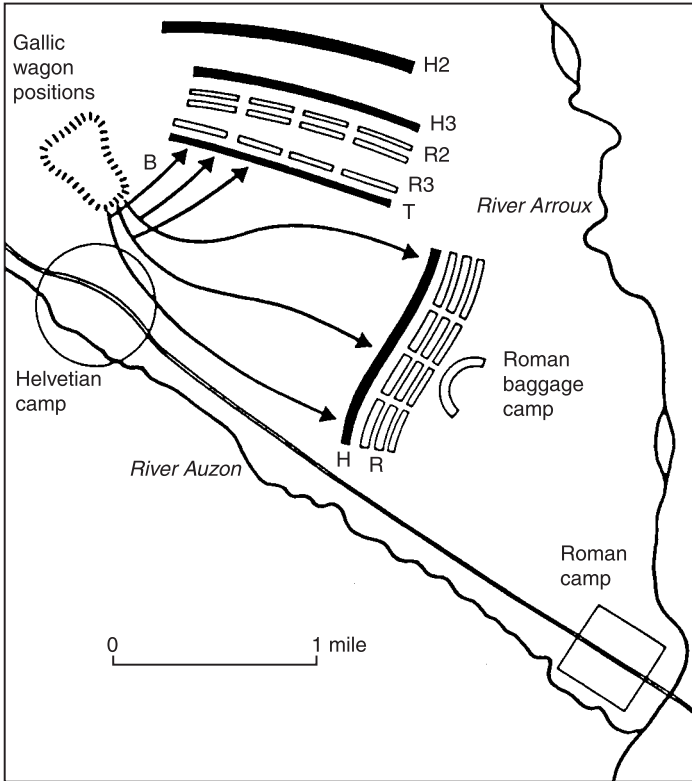 Gallic
wagon
positions
H2
H3
B
R2
R3
T
River Arroux
Helvetian
camp
Roman
baggage
camp
H R
River Auzon
Roman
camp
0 1 mile